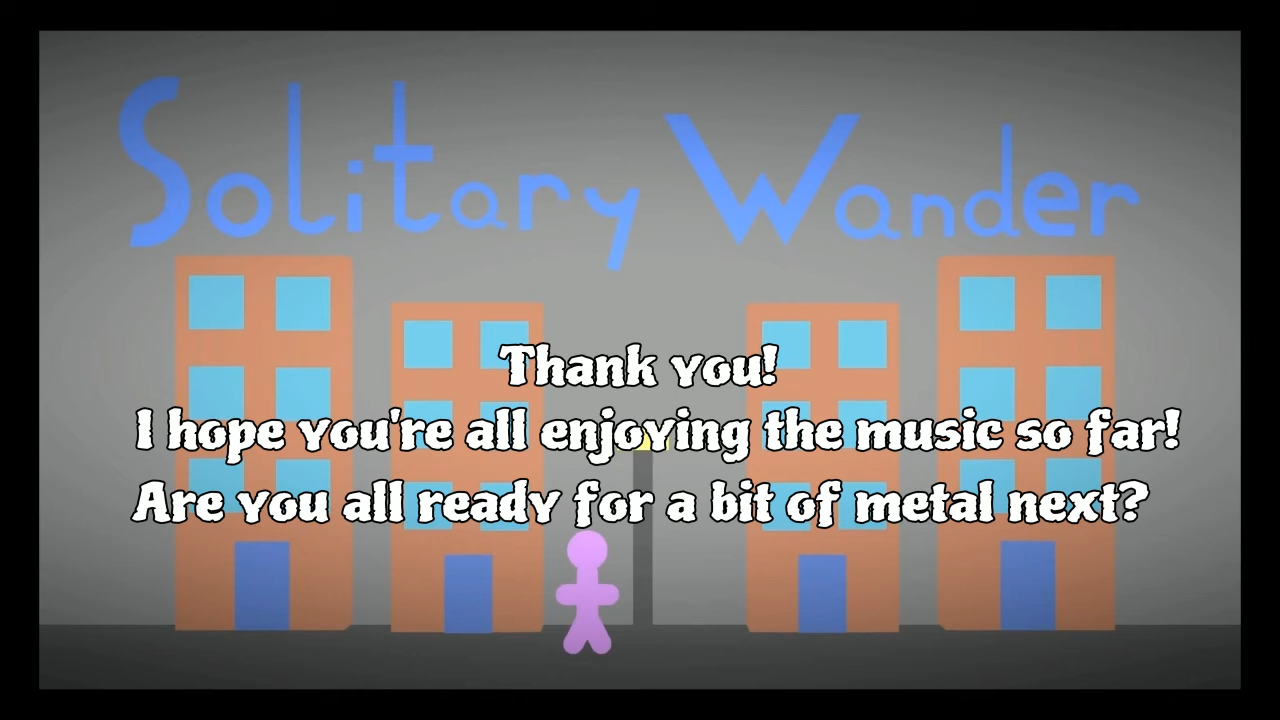 Solitary Wander
Thank you!
I hope you're all enjoying the music so far!
Are you all ready for a bit of metal next?